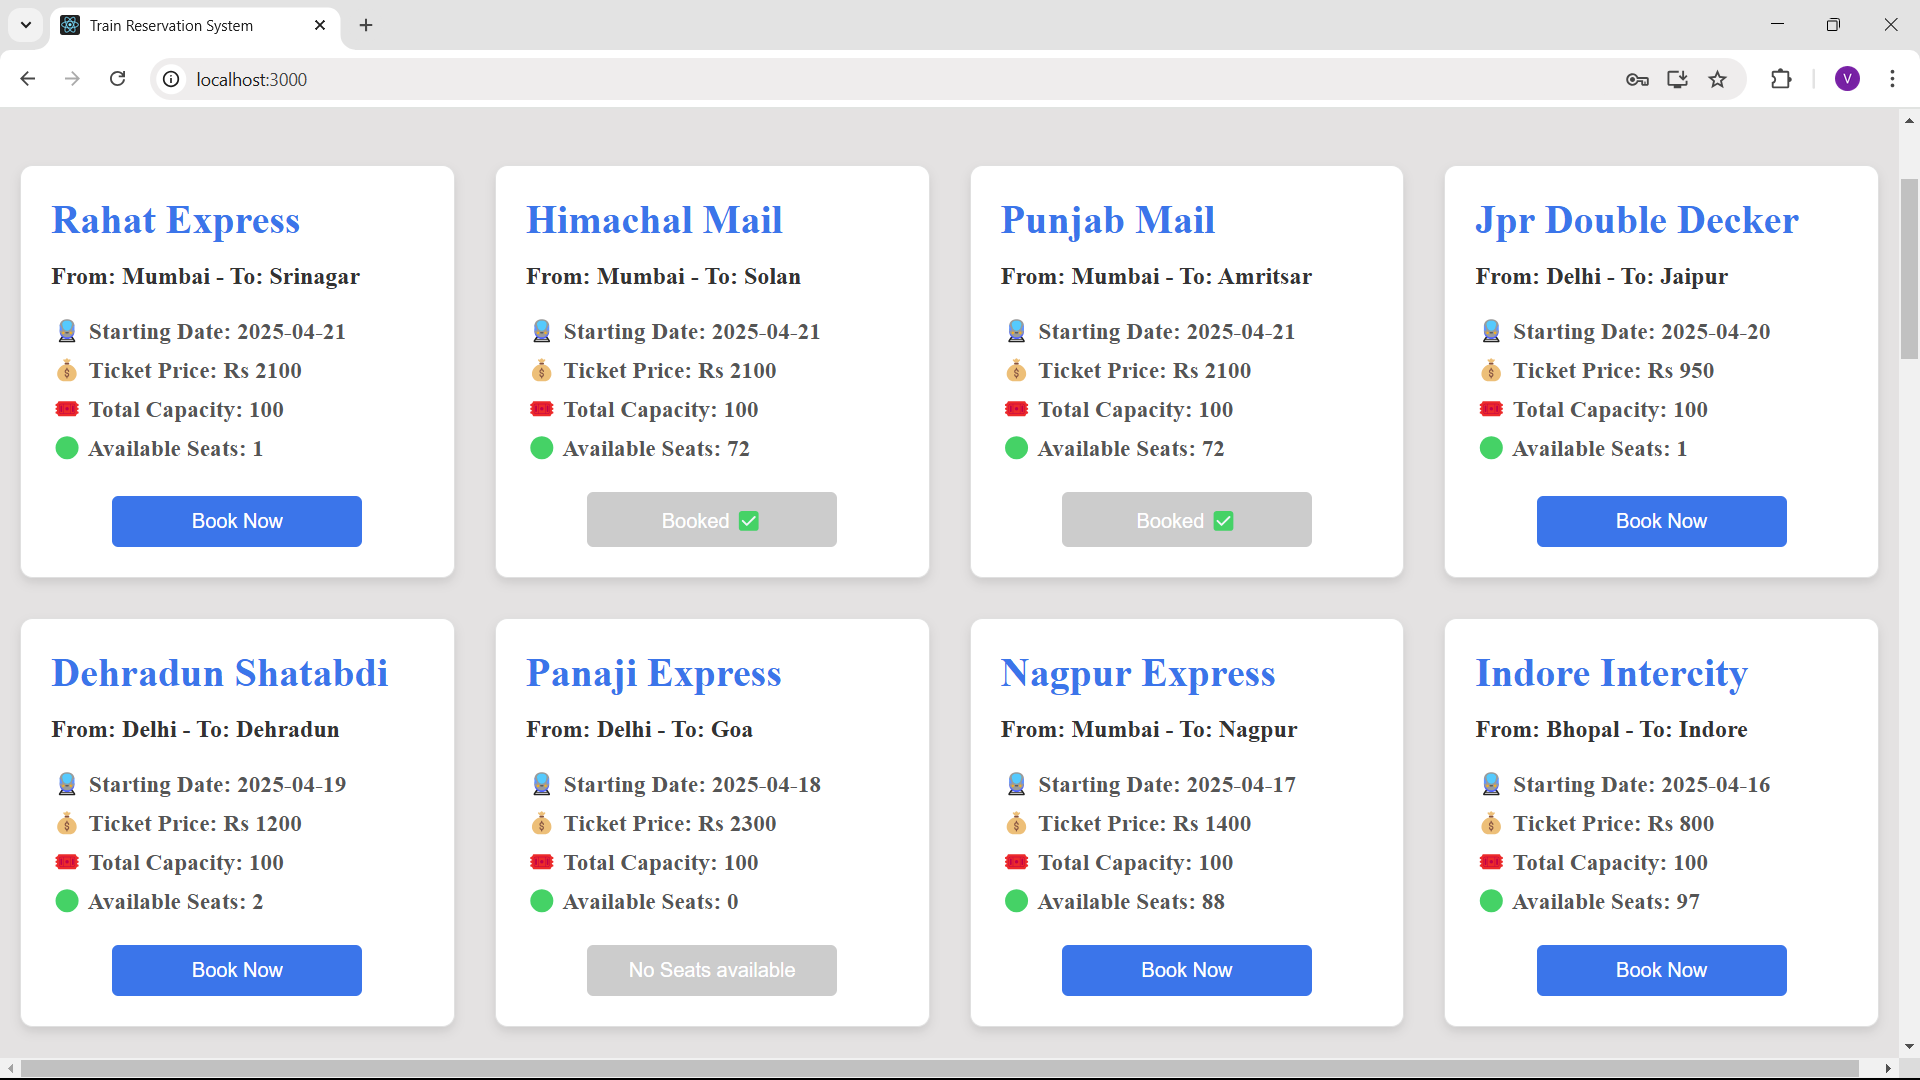 Train Reservation System
localhost:3000
V
Rahat Express
From: Mumbai - To: Srinagar
Starting Date: 2025-04-21
Ticket Price: Rs 2100
Total Capacity: 100
Available Seats: 1
Book Now
Himachal Mail
From: Mumbai - To: Solan
Starting Date: 2025-04-21
Ticket Price: Rs 2100
Total Capacity: 100
Available Seats: 72
Booked ✅
Punjab Mail
From: Mumbai - To: Amritsar
Starting Date: 2025-04-21
Ticket Price: Rs 2100
Total Capacity: 100
Available Seats: 72
Booked ✅
Jpr Double Decker
From: Delhi - To: Jaipur
Starting Date: 2025-04-20
Ticket Price: Rs 950
Total Capacity: 100
Available Seats: 1
Book Now
Dehradun Shatabdi
From: Delhi - To: Dehradun
Starting Date: 2025-04-19
Ticket Price: Rs 1200
Total Capacity: 100
Available Seats: 2
Book Now
Panaji Express
From: Delhi - To: Goa
Starting Date: 2025-04-18
Ticket Price: Rs 2300
Total Capacity: 100
Available Seats: 0
No Seats available
Nagpur Express
From: Mumbai - To: Nagpur
Starting Date: 2025-04-17
Ticket Price: Rs 1400
Total Capacity: 100
Available Seats: 88
Book Now
Indore Intercity
From: Bhopal - To: Indore
Starting Date: 2025-04-16
Ticket Price: Rs 800
Total Capacity: 100
Available Seats: 97
Book Now